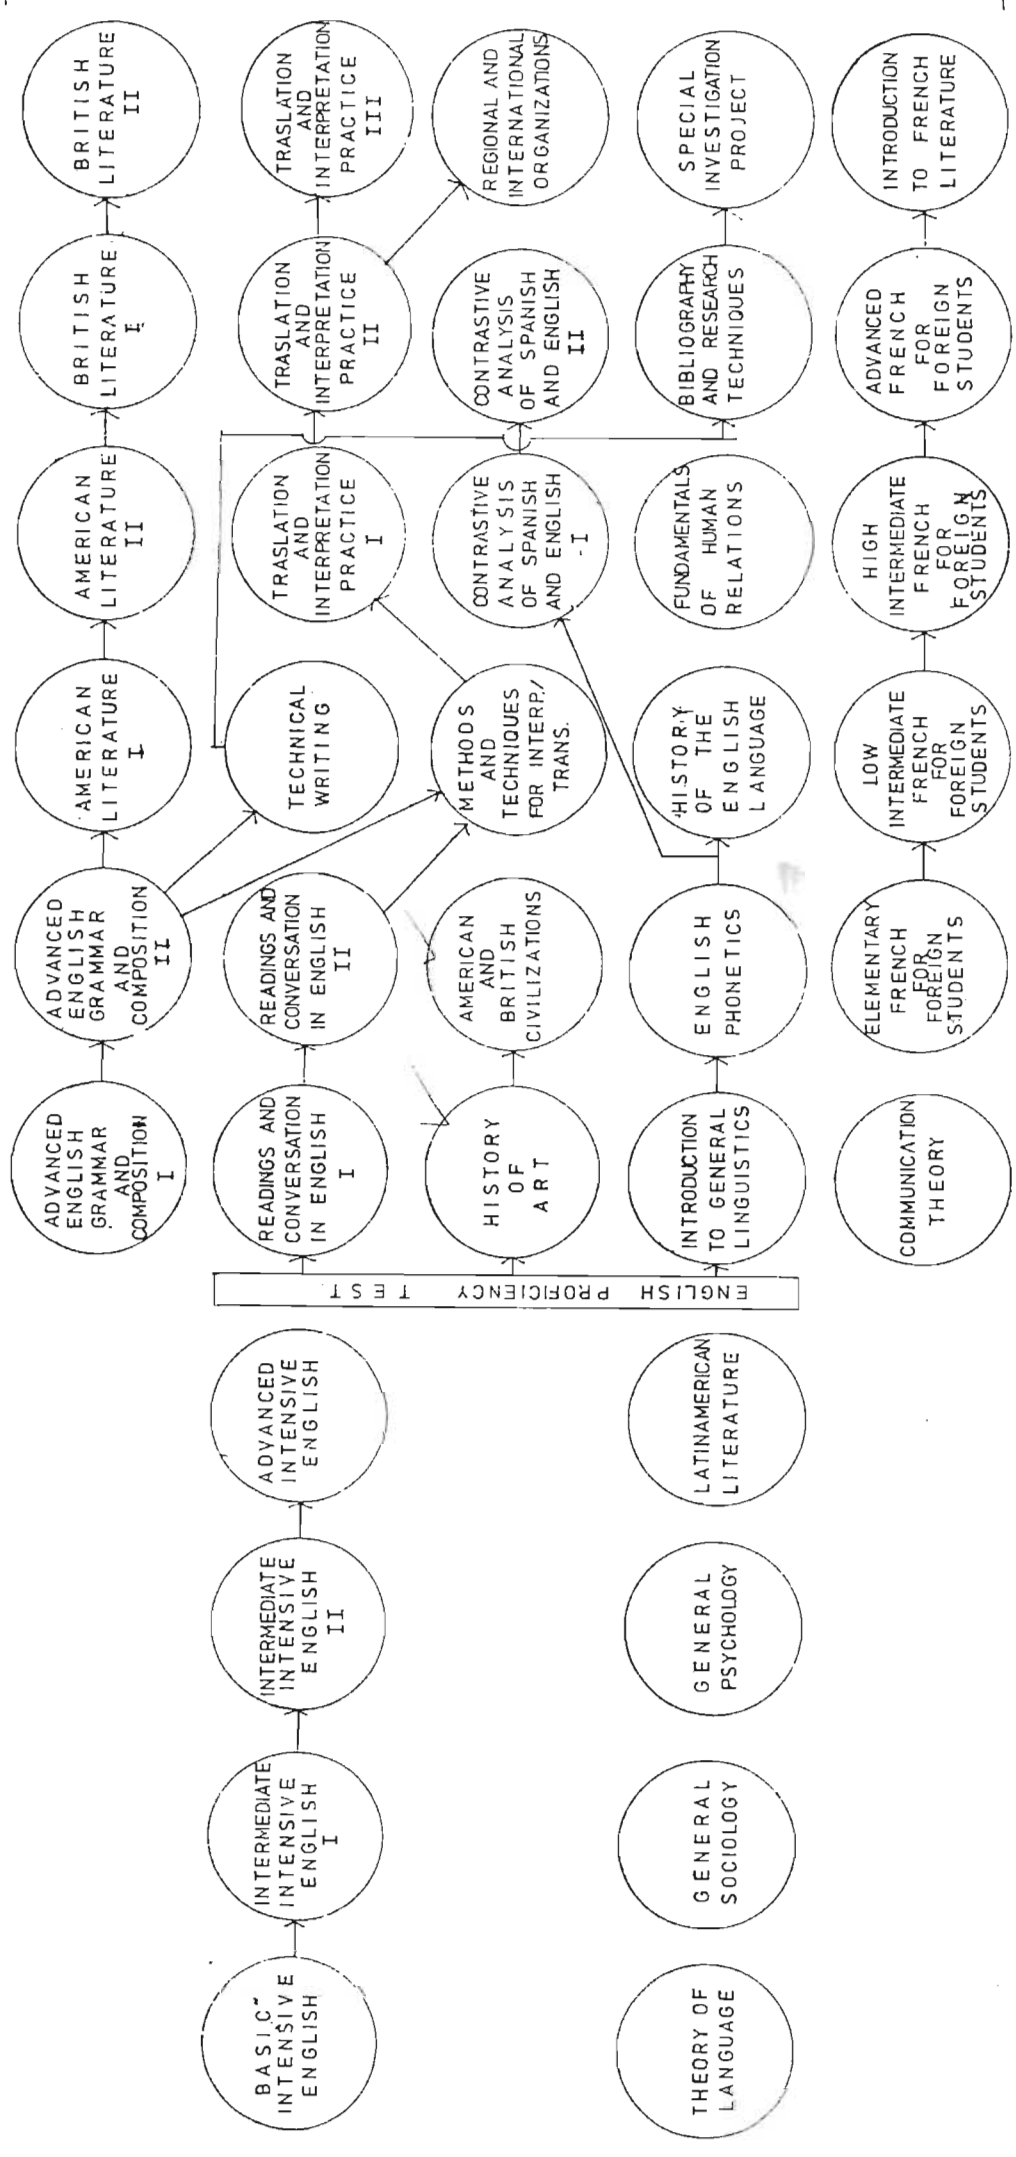 ADVANCED
ENGLISH
GRAMMAR
AND
COMPOSITION
I
ADVANCED
ENGLISH
GRAMMAR
AND
COMPOSITION
II
AMERICAN
LITERATURE
I
AMERICAN
LITERATURE
II
BRITISH
LITERATURE
I
BRITISH
LITERATURE
II
BASIC
INTENSIVE
ENGLISH
INTERMEDIATE
INTENSIVE
ENGLISH
I
INTERMEDIATE
INTENSIVE
ENGLISH
II
ADVANCED
INTENSIVE
ENGLISH
ENGLISH PROFICIENCY TEST
READINGS AND
CONVERSATION
IN ENGLISH
I
READINGS AND
CONVERSATION
IN ENGLISH
II
TECHNICAL
WRITING
TRASLATION
AND
INTERPRETATION
PRACTICE
I
TRASLATION
AND
INTERPRETATION
PRACTICE
II
TRASLATION
AND
INTERPRETATION
PRACTICE
III
HISTORY
OF
ART
AMERICAN
AND
BRITISH
CIVILIZATIONS
METHODS
AND
TECHNIQUES
FOR INTERP./
TRANS.
CONTRASTIVE
ANALYSIS
OF SPANISH
AND ENGLISH
I
CONTRASTIVE
ANALYSIS
OF SPANISH
AND ENGLISH
II
REGIONAL AND
INTERNATIONAL
ORGANIZATIONS
THEORY OF
LANGUAGE
GENERAL
SOCIOLOGY
GENERAL
PSYCHOLOGY
LATINAMERICAN
LITERATURE
INTRODUCTION
TO GENERAL
LINGUISTICS
ENGLISH
PHONETICS
HISTORY
OF THE
ENGLISH
LANGUAGE
FUNDAMENTALS
OF HUMAN
RELATIONS
BIBLIOGRAPHY
AND RESEARCH
TECHNIQUES
SPECIAL
INVESTIGATION
PROJECT
COMMUNICATION
THEORY
ELEMENTARY
FRENCH
FOR
FOREIGN
STUDENTS
LOW
INTERMEDIATE
FRENCH
FOR
FOREIGN
STUDENTS
HIGH
INTERMEDIATE
FRENCH
FOR
FOREIGN
STUDENTS
ADVANCED
FRENCH
FOR
FOREIGN
STUDENTS
INTRODUCTION
TO FRENCH
LITERATURE